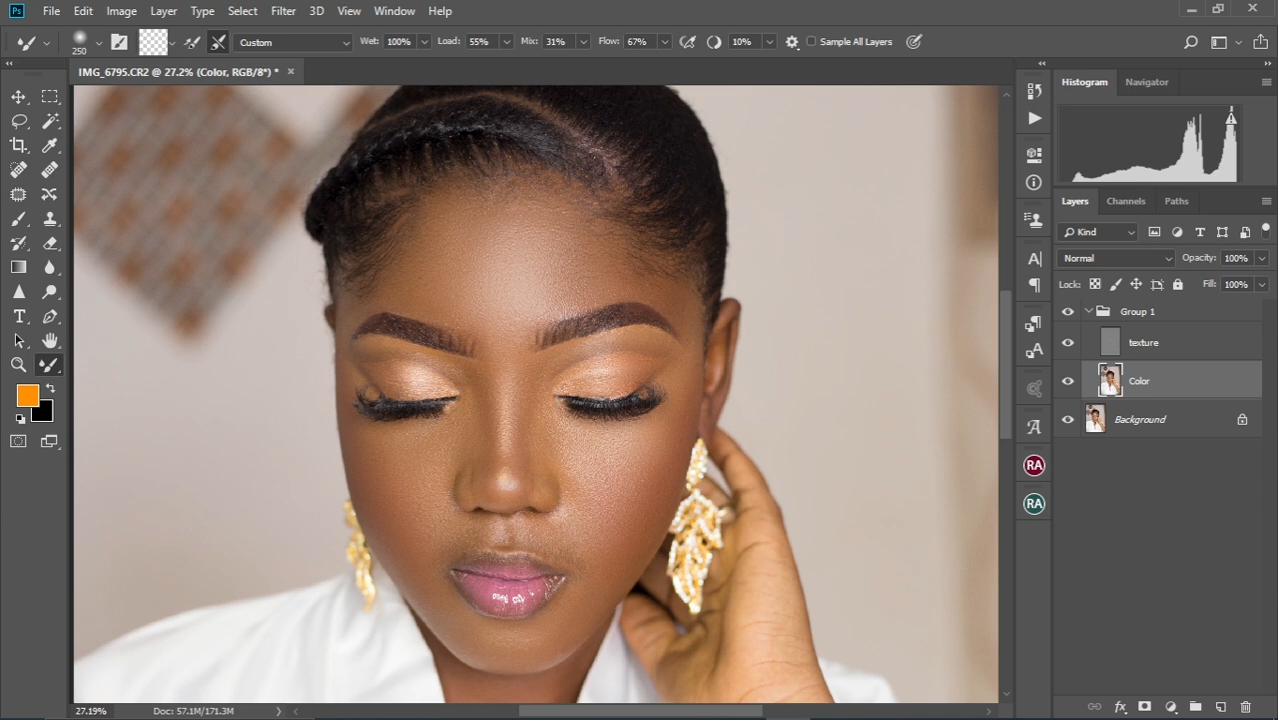 Ps File Edit Image Layer Type Select Filter 3D View Window Help
250 Custom Wet: 100% Load: 55% Mix: 31% Flow: 67% 10% Sample All Layers
IMG_6795.CR2 @ 27.2% (Color, RGB/8*) * ×
Histogram Navigator
Layers Channels Paths
Kind
Normal Opacity: 100%
Lock: Fill: 100%
Group 1
texture
Color
Background
RA
RA
27.19% Doc: 57.1M/171.3M